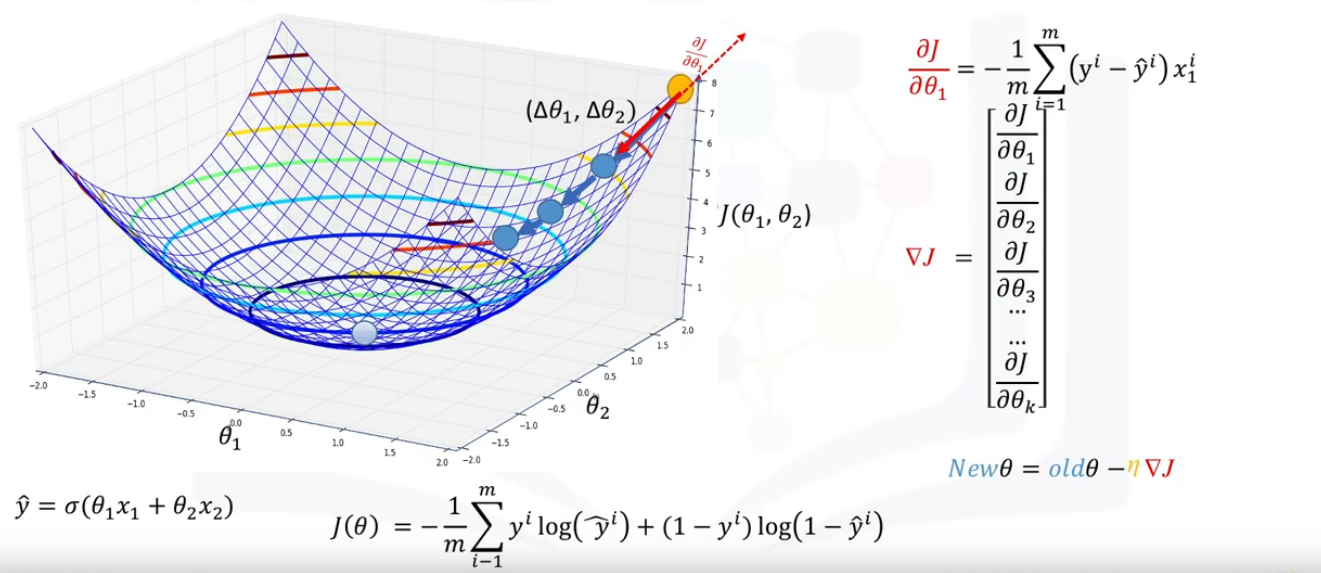 ∂J/∂θ₁
(Δθ₁, Δθ₂)
8
7
6
5
4
3
2
1
J(θ₁, θ₂)
2.0
1.5
1.0
0.5
0.0
−0.5
−1.0
−1.5
−2.0
θ₂
−2.0
−1.5
−1.0
−0.5
0.0
0.5
1.0
1.5
2.0
θ₁
ŷ = σ(θ₁x₁ + θ₂x₂)
J(θ) = −1/m ∑_{i−1}^{m} yⁱ log(ŷⁱ) + (1 − yⁱ) log(1 − ŷⁱ)
∂J/∂θ₁ = −1/m ∑_{i=1}^{m} (yⁱ − ŷⁱ) x₁ⁱ
∇J = [
∂J/∂θ₁
∂J/∂θ₂
∂J/∂θ₃
...
...
∂J/∂θₖ
]
Newθ = oldθ −η ∇J